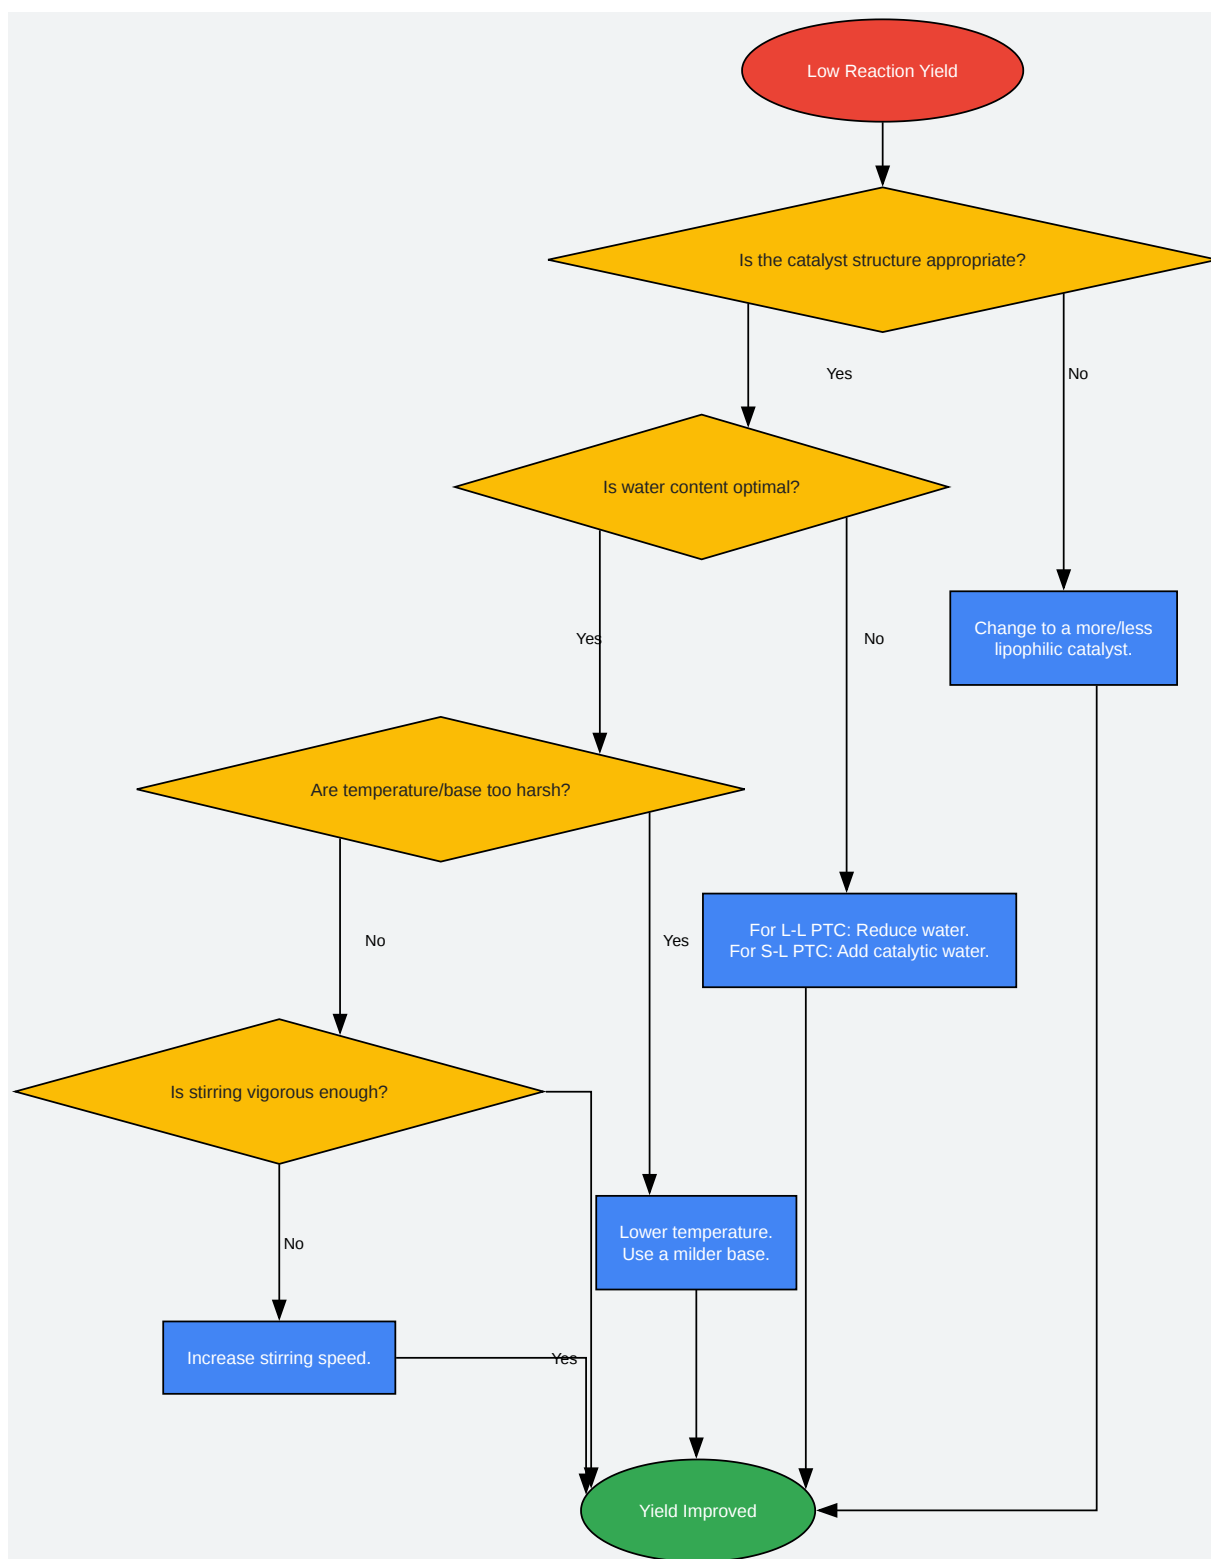 Low Reaction Yield
Is the catalyst structure appropriate?
Yes
No
Is water content optimal?
Change to a more/less
lipophilic catalyst.
Yes
No
Are temperature/base too harsh?
For L-L PTC: Reduce water.
For S-L PTC: Add catalytic water.
No
Yes
Is stirring vigorous enough?
Lower temperature.
Use a milder base.
No
Increase stirring speed.
Yes
Yield Improved